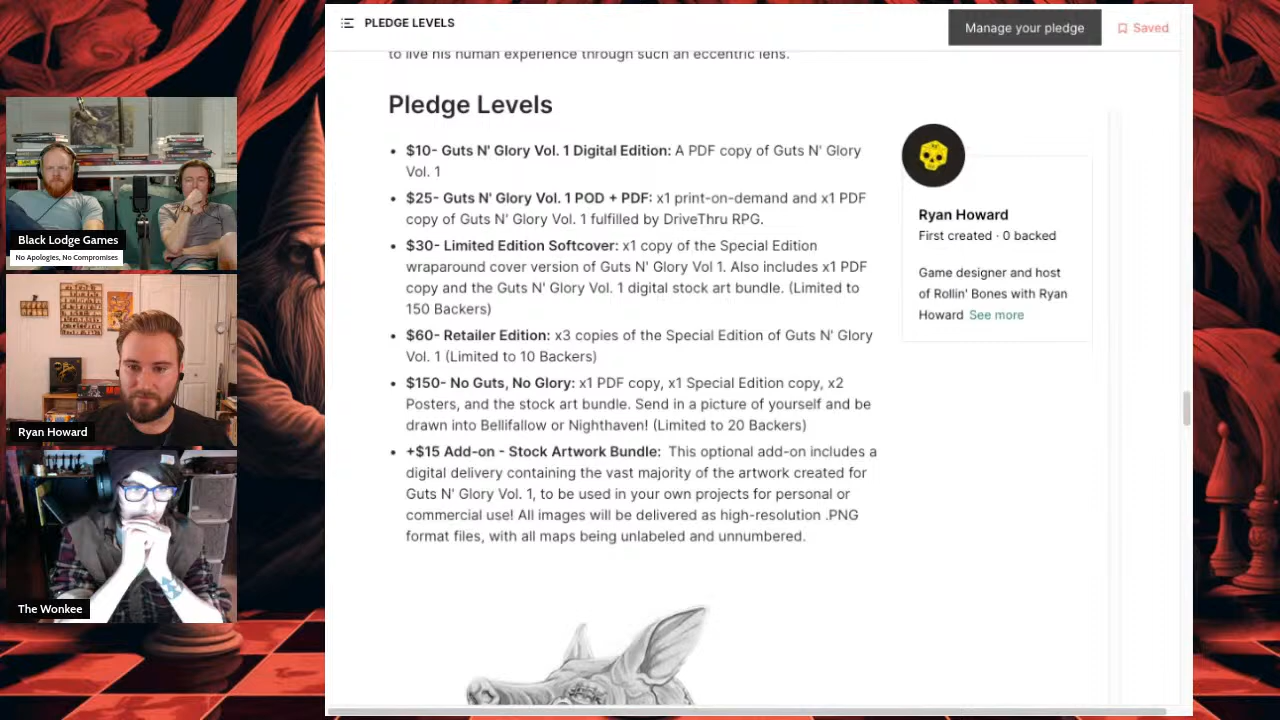 PLEDGE LEVELS
Manage your pledge
Saved
to live his human experience through such an eccentric lens.
Pledge Levels
• $10- Guts N' Glory Vol. 1 Digital Edition: A PDF copy of Guts N' Glory
Vol. 1
• $25- Guts N' Glory Vol. 1 POD + PDF: x1 print-on-demand and x1 PDF
copy of Guts N' Glory Vol. 1 fulfilled by DriveThru RPG.
• $30- Limited Edition Softcover: x1 copy of the Special Edition
wraparound cover version of Guts N' Glory Vol 1. Also includes x1 PDF
copy and the Guts N' Glory Vol. 1 digital stock art bundle. (Limited to
150 Backers)
• $60- Retailer Edition: x3 copies of the Special Edition of Guts N' Glory
Vol. 1 (Limited to 10 Backers)
• $150- No Guts, No Glory: x1 PDF copy, x1 Special Edition copy, x2
Posters, and the stock art bundle. Send in a picture of yourself and be
drawn into Bellifallow or Nighthaven! (Limited to 20 Backers)
• +$15 Add-on - Stock Artwork Bundle: This optional add-on includes a
digital delivery containing the vast majority of the artwork created for
Guts N' Glory Vol. 1, to be used in your own projects for personal or
commercial use! All images will be delivered as high-resolution .PNG
format files, with all maps being unlabeled and unnumbered.
Ryan Howard
First created · 0 backed
Game designer and host
of Rollin' Bones with Ryan
Howard See more
Black Lodge Games
No Apologies, No Compromises
Ryan Howard
The Wonkee